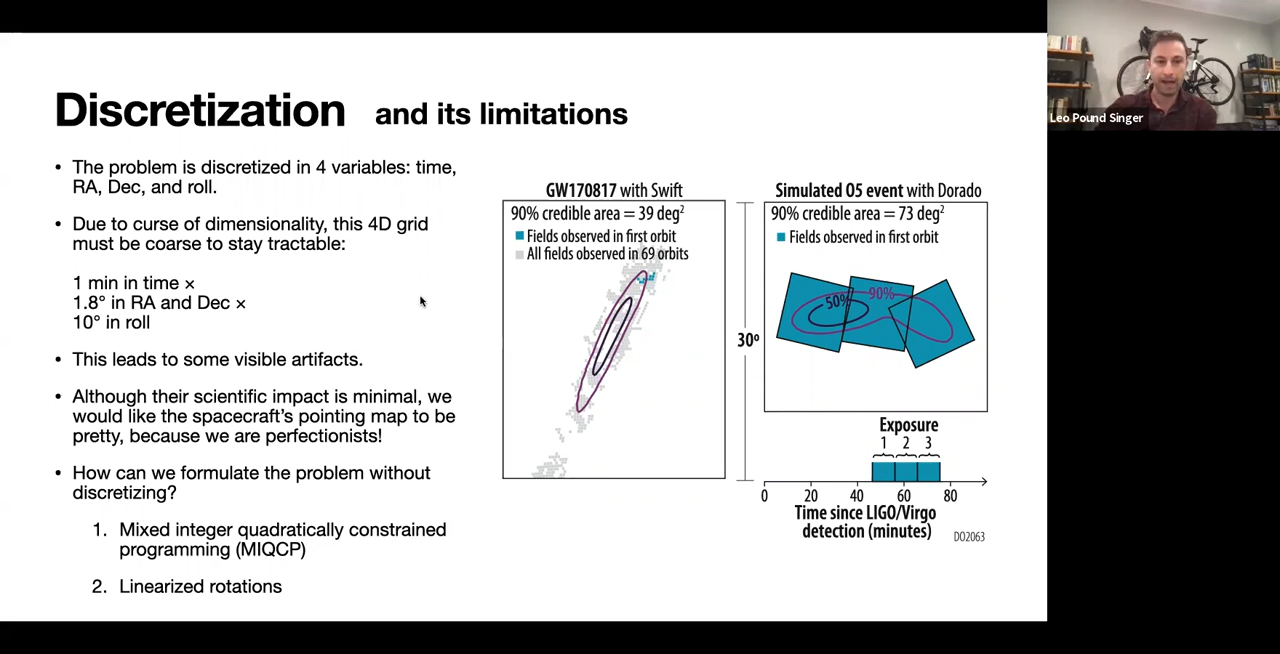 Discretization and its limitations
• The problem is discretized in 4 variables: time,
RA, Dec, and roll.
• Due to curse of dimensionality, this 4D grid
must be coarse to stay tractable:
1 min in time ×
1.8° in RA and Dec ×
10° in roll
• This leads to some visible artifacts.
• Although their scientific impact is minimal, we
would like the spacecraft’s pointing map to be
pretty, because we are perfectionists!
• How can we formulate the problem without
discretizing?
1. Mixed integer quadratically constrained
programming (MIQCP)
2. Linearized rotations
GW170817 with Swift
90% credible area = 39 deg²
Fields observed in first orbit
All fields observed in 69 orbits
30º
Simulated O5 event with Dorado
90% credible area = 73 deg²
Fields observed in first orbit
50%
90%
Exposure
1 2 3
0 20 40 60 80
Time since LIGO/Virgo
detection (minutes)
DO2063
Leo Pound Singer